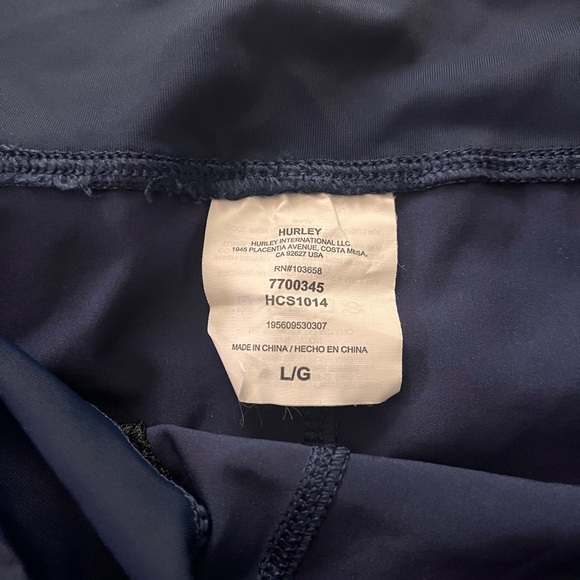 HURLEY
HURLEY INTERNATIONAL LLC
1945 PLACENTIA AVENUE, COSTA MESA,
CA 92627 USA
RN#103658
7700345
HCS1014
195609530307
MADE IN CHINA / HECHO EN CHINA
L/G